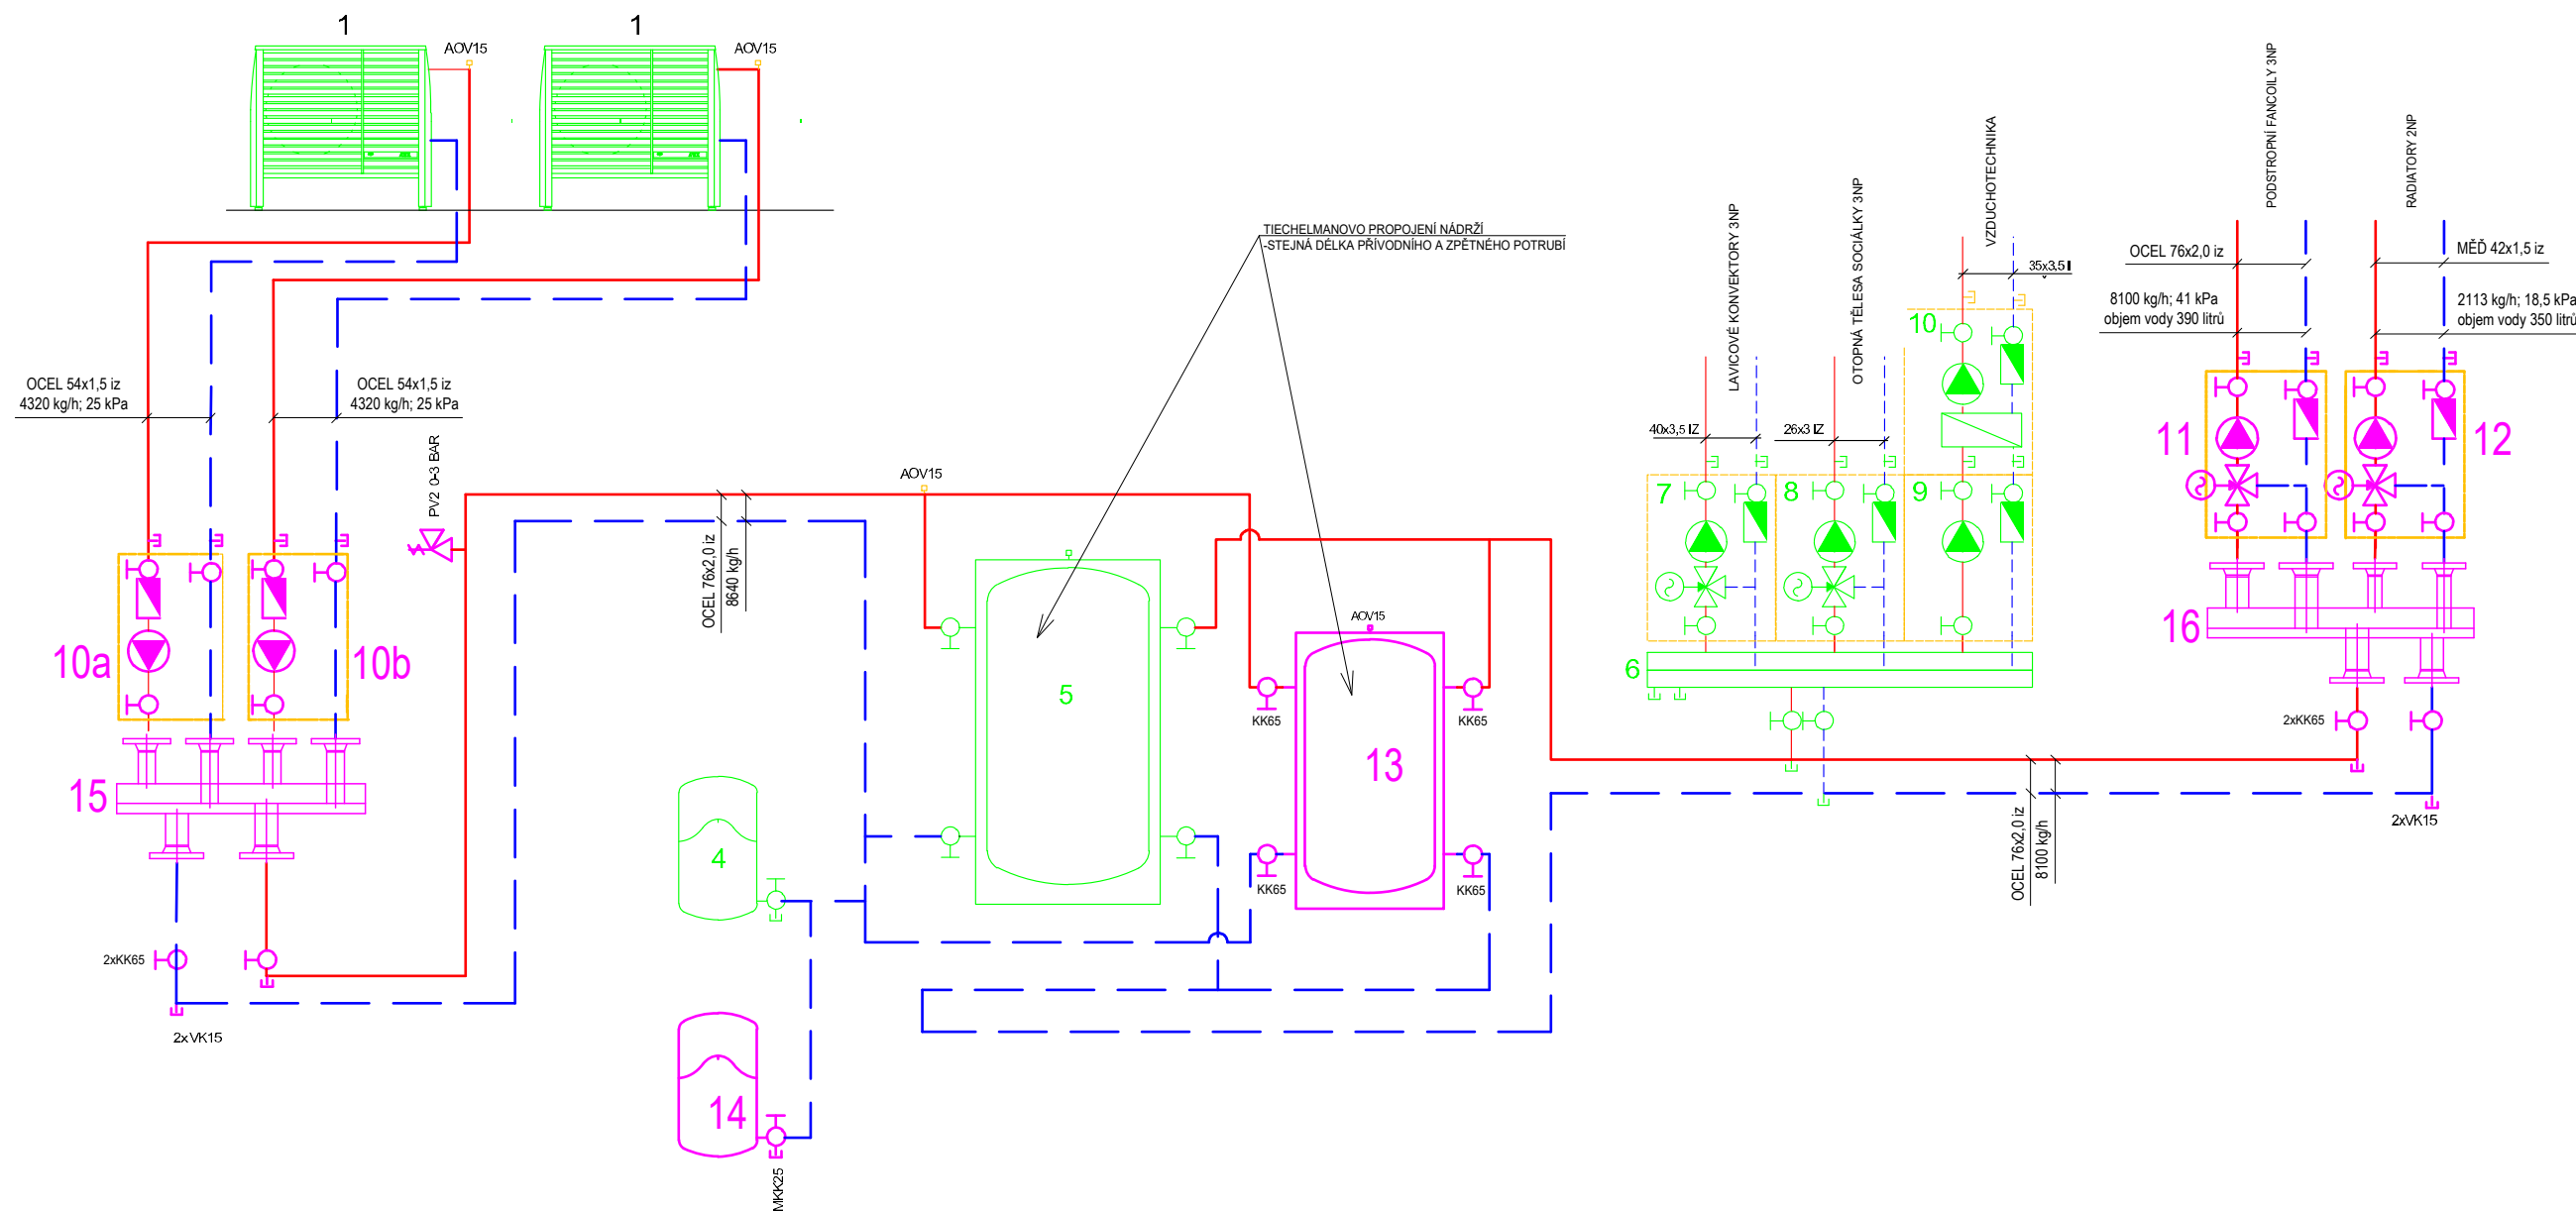 1
1
AOV15
AOV15
OCEL 54x1,5 iz
4320 kg/h; 25 kPa
OCEL 54x1,5 iz
4320 kg/h; 25 kPa
PV2 0-3 BAR
10a
10b
15
2xKK65
2xVK15
AOV15
OCEL 76x2,0 iz
8640 kg/h
4
14
MKK25
TIECHELMANOVO PROPOJENÍ NÁDRŽÍ
-STEJNÁ DÉLKA PŘÍVODNÍHO A ZPĚTNÉHO POTRUBÍ
5
AOV15
KK65
KK65
13
KK65
KK65
LAVICOVÉ KONVEKTORY 3NP
OTOPNÁ TĚLESA SOCIÁLKY 3NP
VZDUCHOTECHNIKA
35x3,5 I
10
40x3,5 IZ
26x3 IZ
7
8
9
6
OCEL 76x2,0 iz
8100 kg/h
PODSTROPNÍ FANCOILY 3NP
RADIATORY 2NP
OCEL 76x2,0 iz
MĚĎ 42x1,5 iz
8100 kg/h; 41 kPa
objem vody 390 litrů
2113 kg/h; 18,5 kPa
objem vody 350 litrů
11
12
16
2xKK65
2xVK15